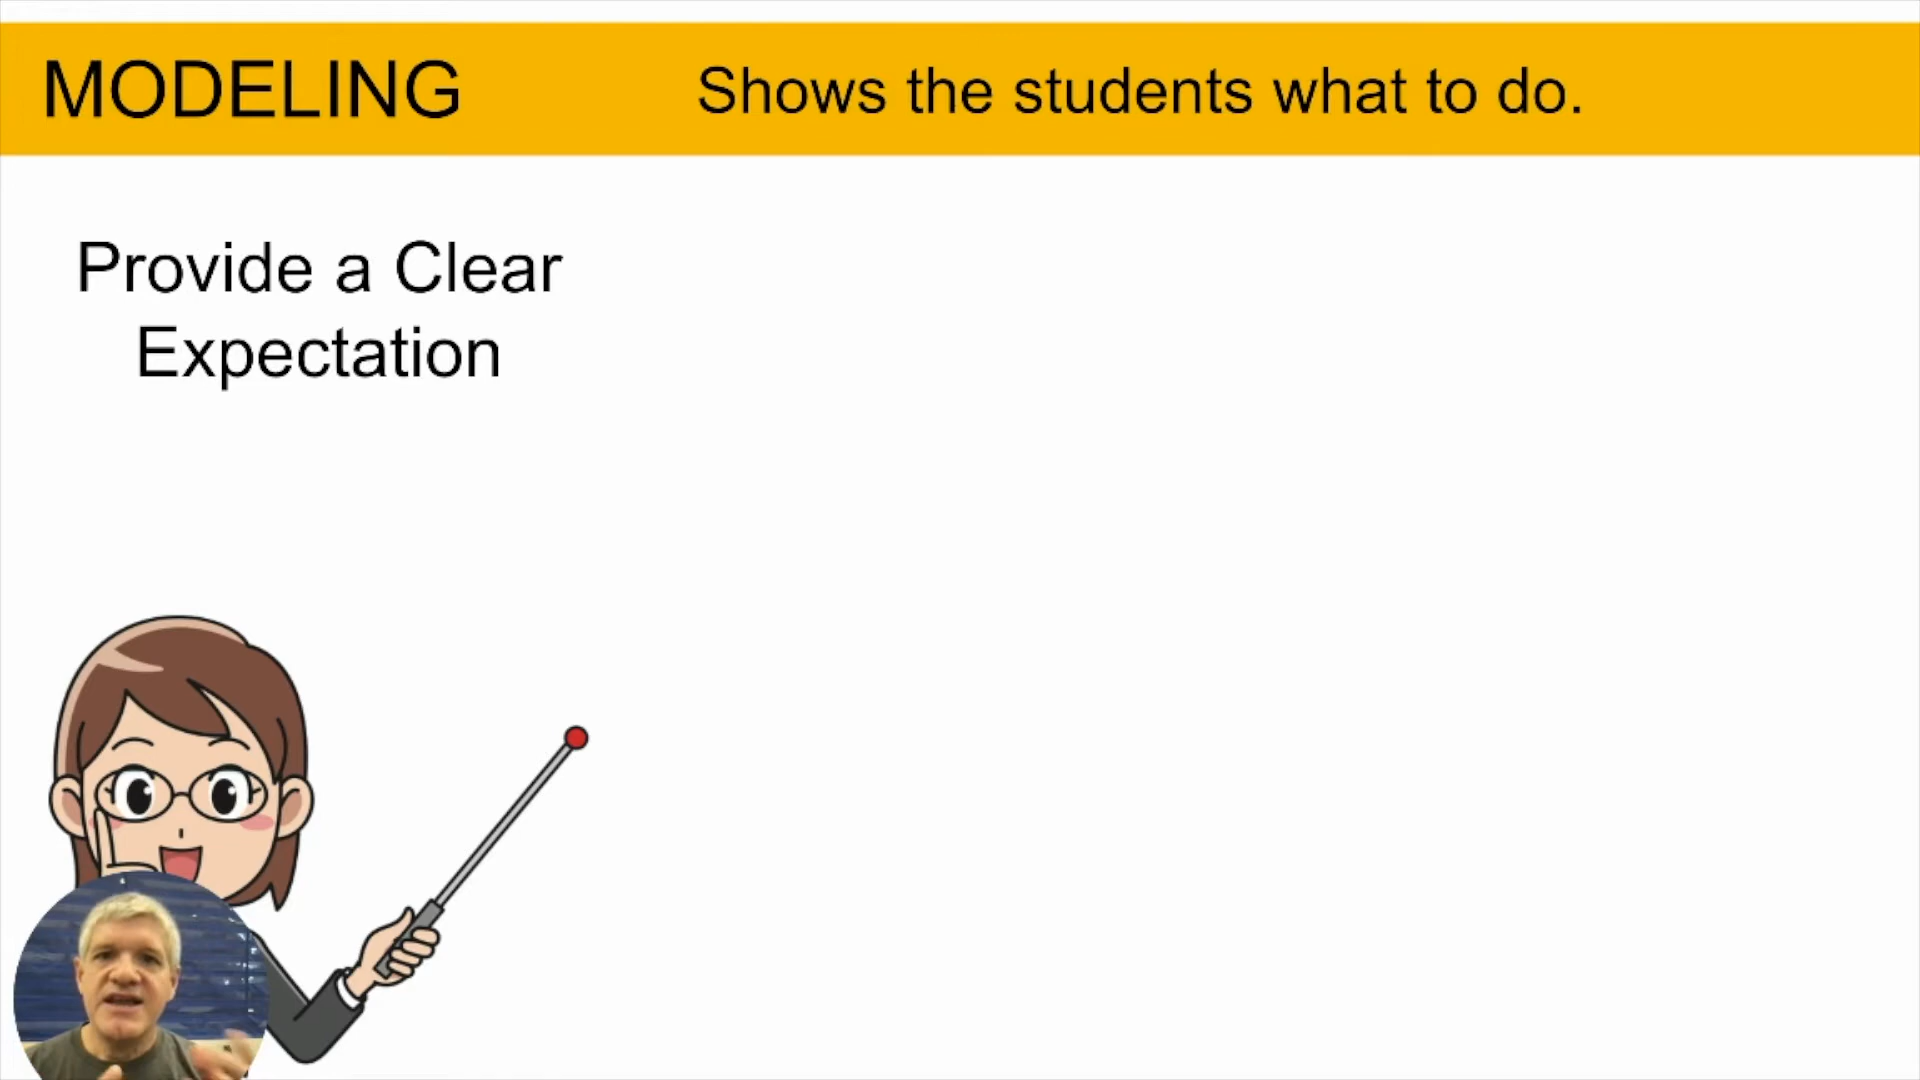 MODELING
Shows the students what to do.
Provide a Clear
Expectation